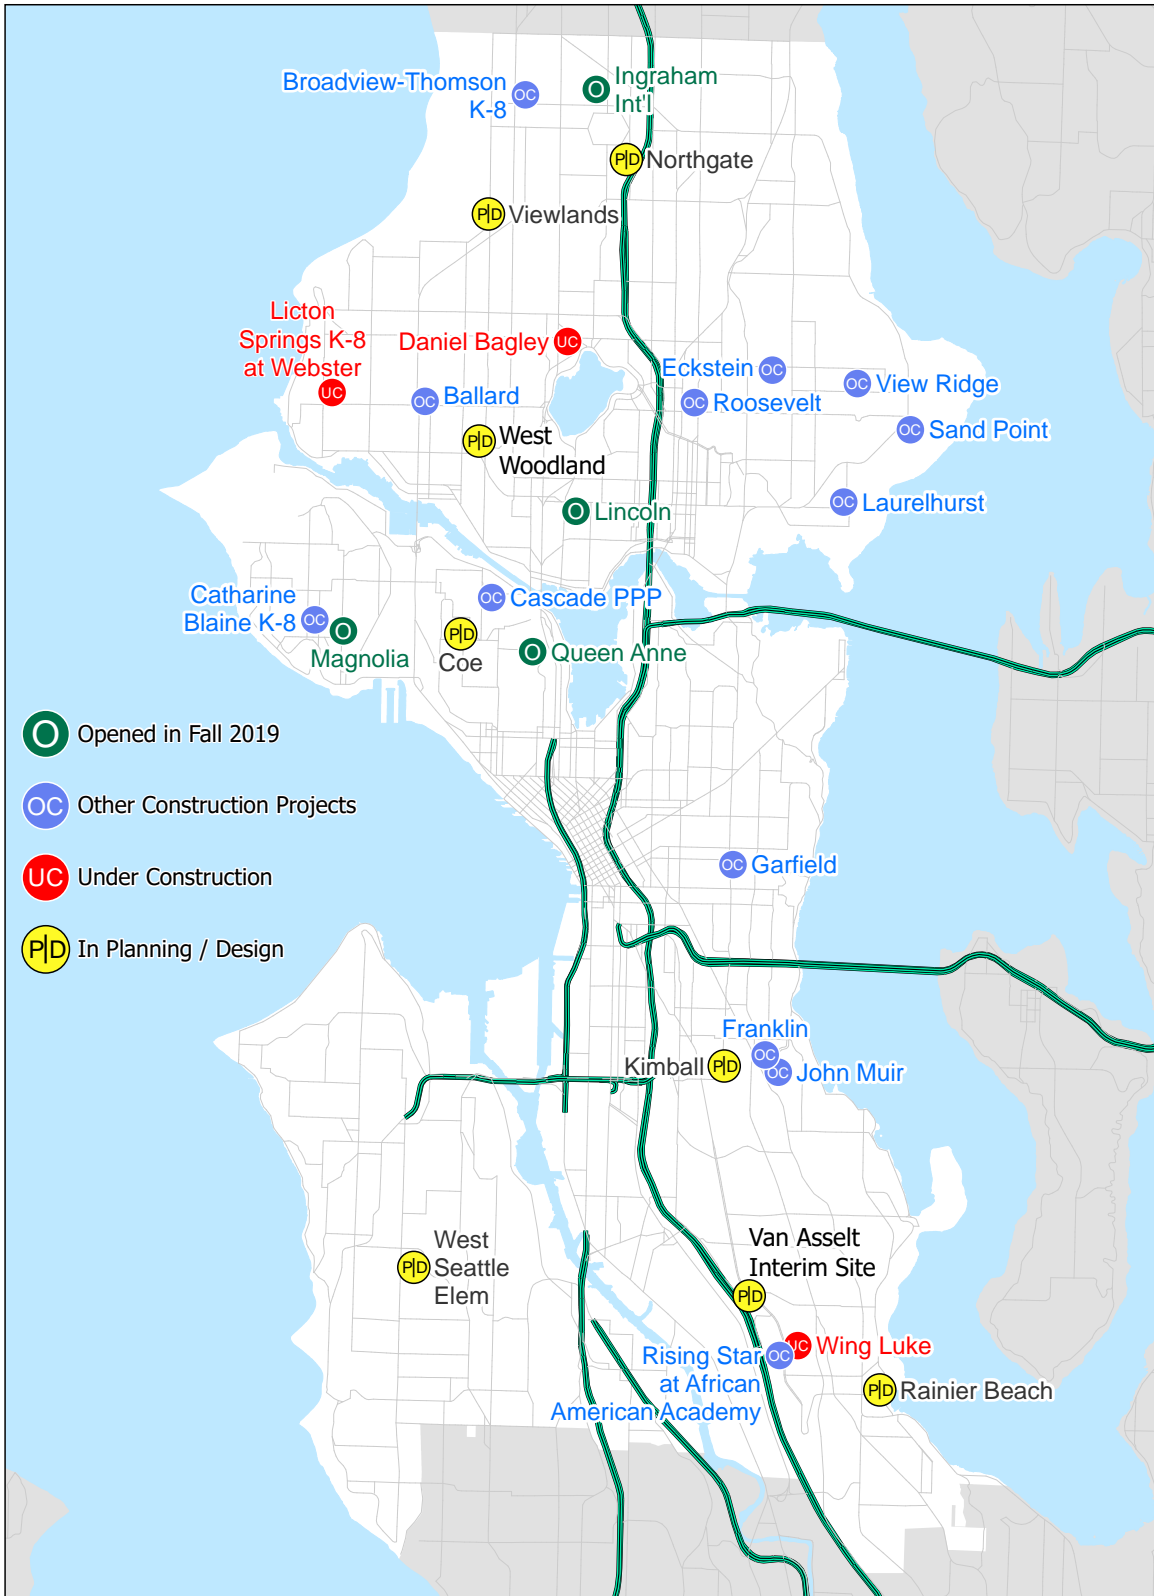 Broadview-Thomson
K-8
OC
O
Ingraham
Int'l
P|D
Northgate
P|D
Viewlands
Licton
Springs K-8
at Webster
UC
Daniel Bagley
UC
Eckstein
OC
OC
View Ridge
OC
Ballard
OC
Roosevelt
OC
Sand Point
P|D
West
Woodland
OC
Laurelhurst
O
Lincoln
Catharine
Blaine K-8
OC
O
Magnolia
OC
Cascade PPP
P|D
Coe
O
Queen Anne
O
Opened in Fall 2019
OC
Other Construction Projects
UC
Under Construction
P|D
In Planning / Design
OC
Garfield
Franklin
OC
Kimball
P|D
OC
John Muir
West
Seattle
Elem
P|D
Van Asselt
Interim Site
P|D
UC
Wing Luke
Rising Star
at African
American Academy
OC
P|D
Rainier Beach